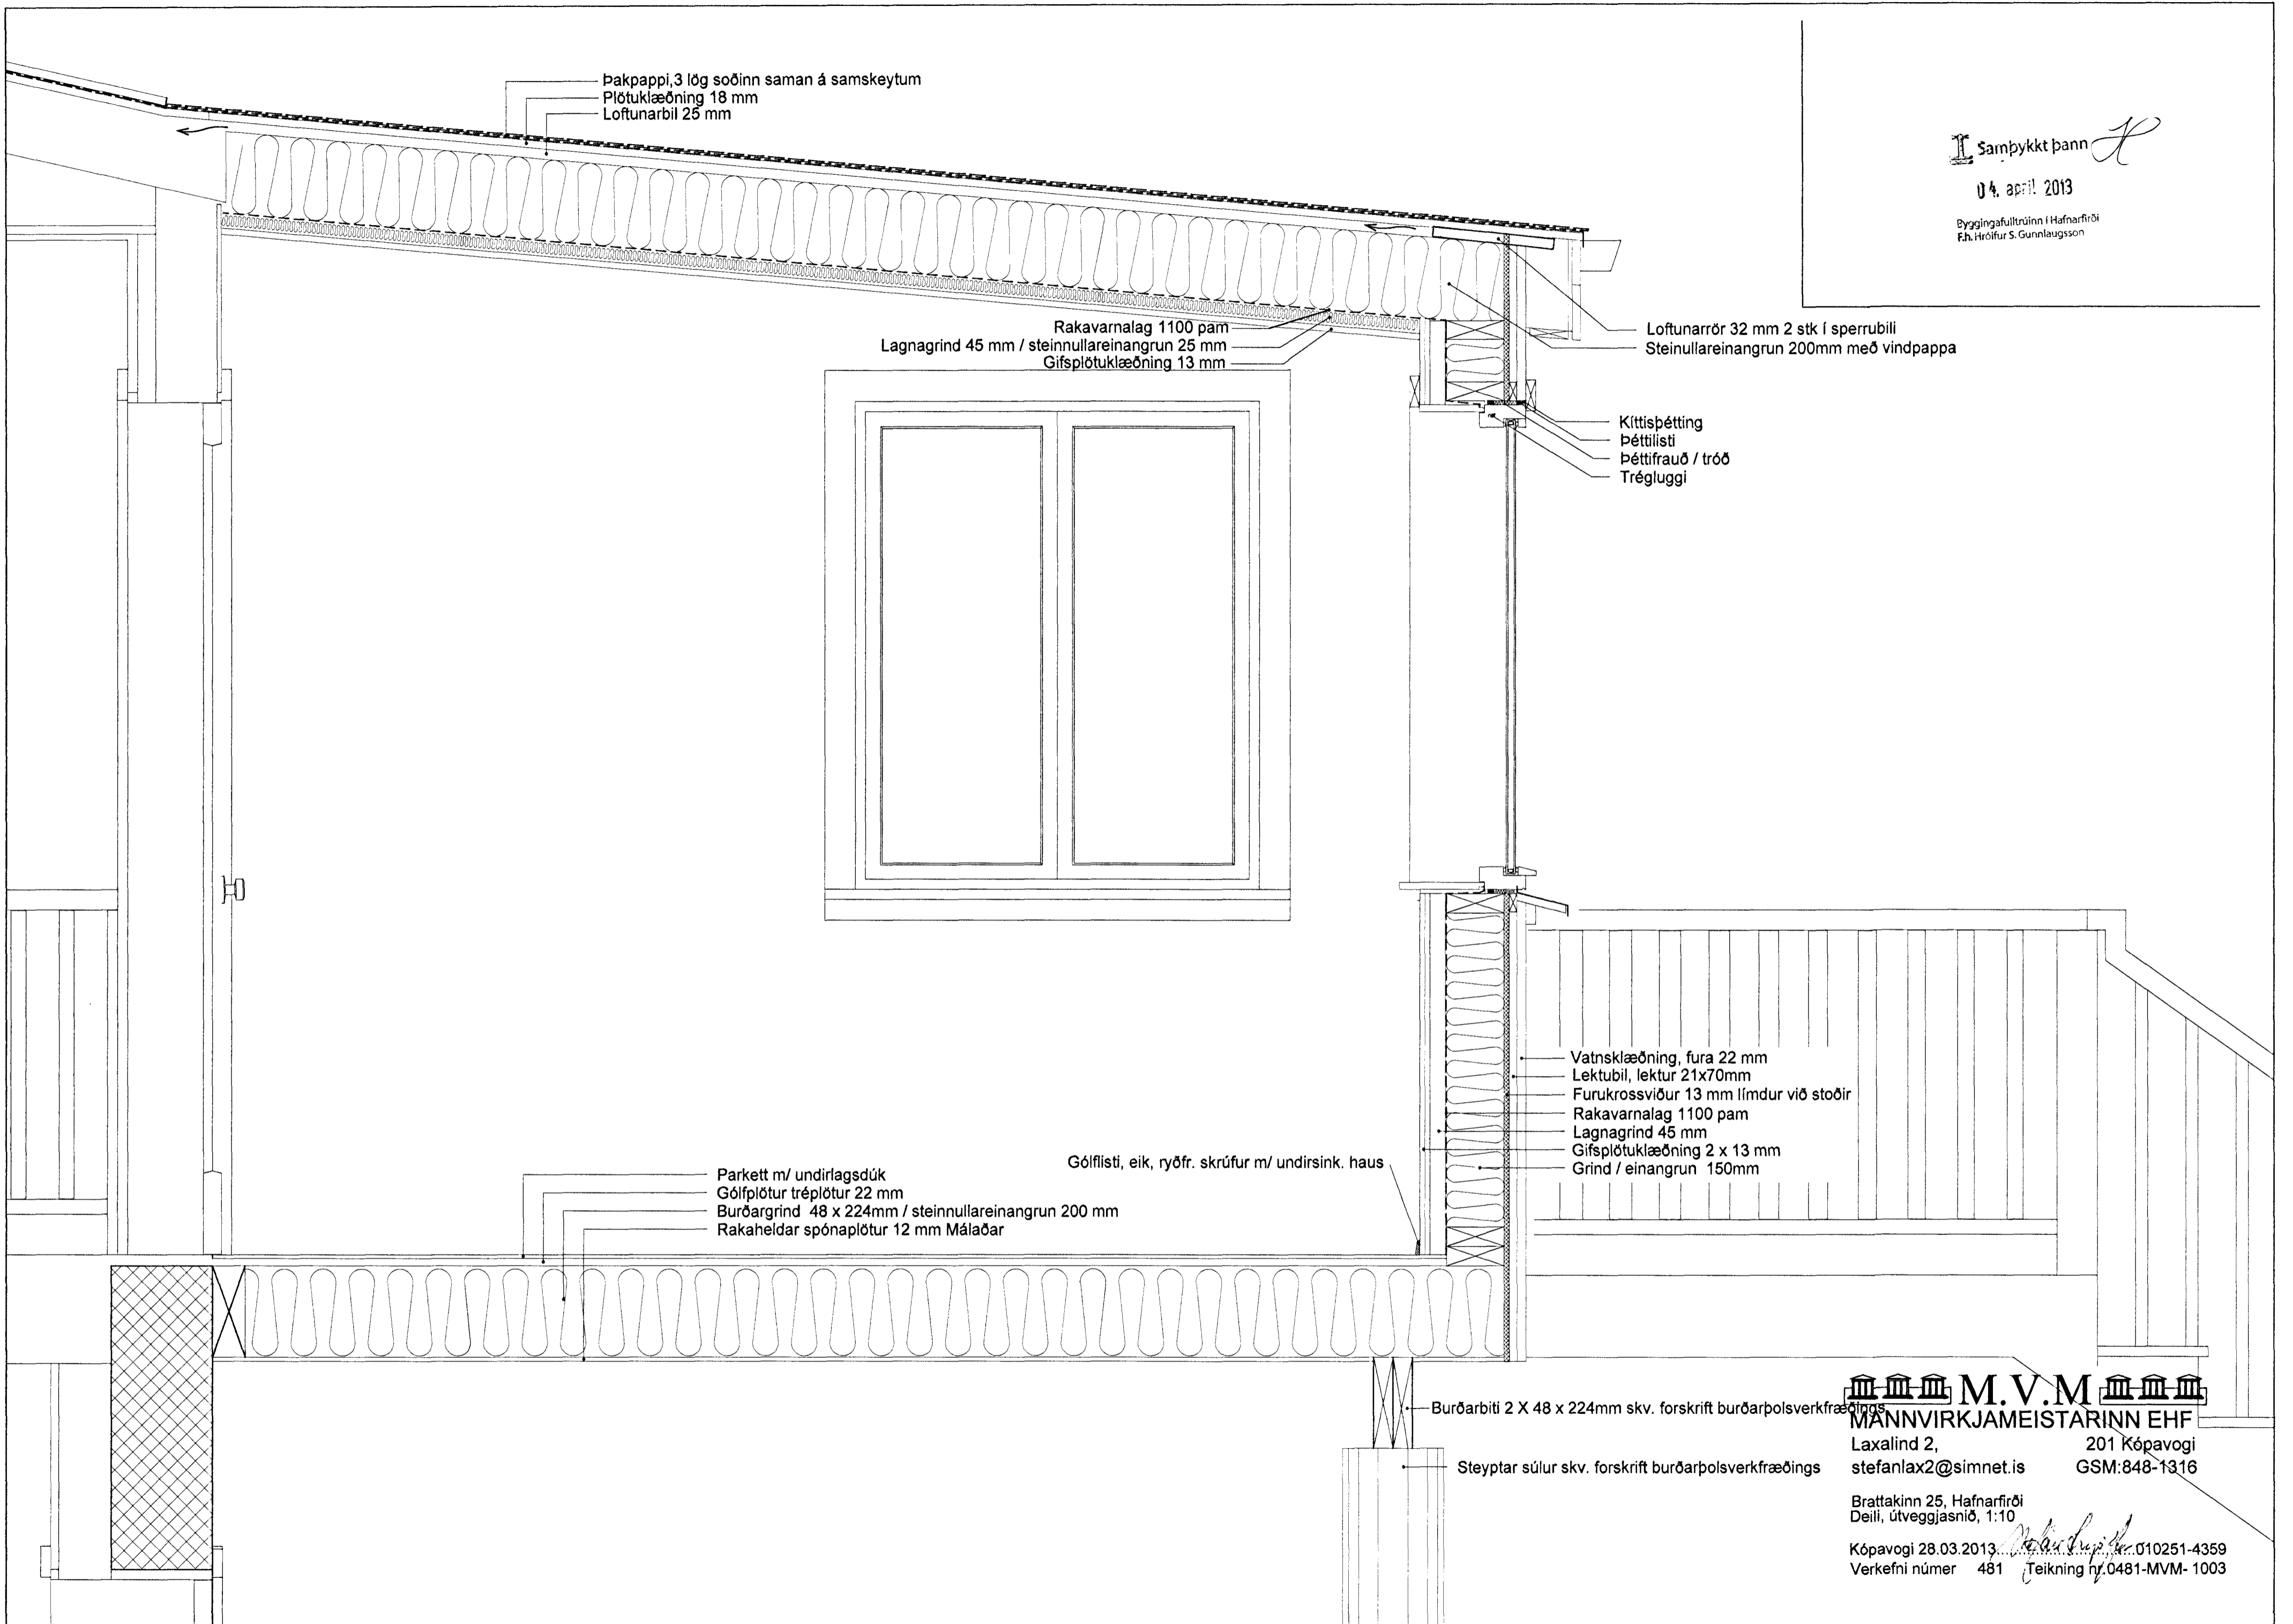 Þakpappi,3 lög soðinn saman á samskeytum
Plötuklæðning 18 mm
Loftunarbil 25 mm
Samþykkt þann
04. apríl 2013
Byggingafulltrúinn í Hafnarfirði
F.h. Hrólfur S. Gunnlaugsson
Rakavarnalag 1100 pam
Lagnagrind 45 mm / steinnullareinangrun 25 mm
Gifsplötuklæðning 13 mm
Loftunarrör 32 mm 2 stk í sperrubili
Steinullareinangrun 200mm með vindpappa
Kíttisþétting
Þéttilisti
Þéttifrauð / tróð
Trégluggi
Vatnsklæðning, fura 22 mm
Lektubil, lektur 21x70mm
Furukrossviður 13 mm límdur við stoðir
Rakavarnalag 1100 pam
Lagnagrind 45 mm
Gifsplötuklæðning 2 x 13 mm
Grind / einangrun 150mm
Gólflisti, eik, ryðfr. skrúfur m/ undirsink. haus
Parkett m/ undirlagsdúk
Gólfplötur tréplötur 22 mm
Burðargrind 48 x 224mm / steinnullareinangrun 200 mm
Rakaheldar spónaplötur 12 mm Málaðar
Burðarbiti 2 X 48 x 224mm skv. forskrift burðarþolsverkfræðings
Steyptar súlur skv. forskrift burðarþolsverkfræðings
M.V.M
MANNVIRKJAMEISTARINN EHF
Laxalind 2, 201 Kópavogi
stefanlax2@simnet.is GSM:848-1316
Brattakinn 25, Hafnarfirði
Deili, útveggjasnið, 1:10
Kópavogi 28.03.2013 010251-4359
Verkefni númer 481 Teikning nr.0481-MVM- 1003